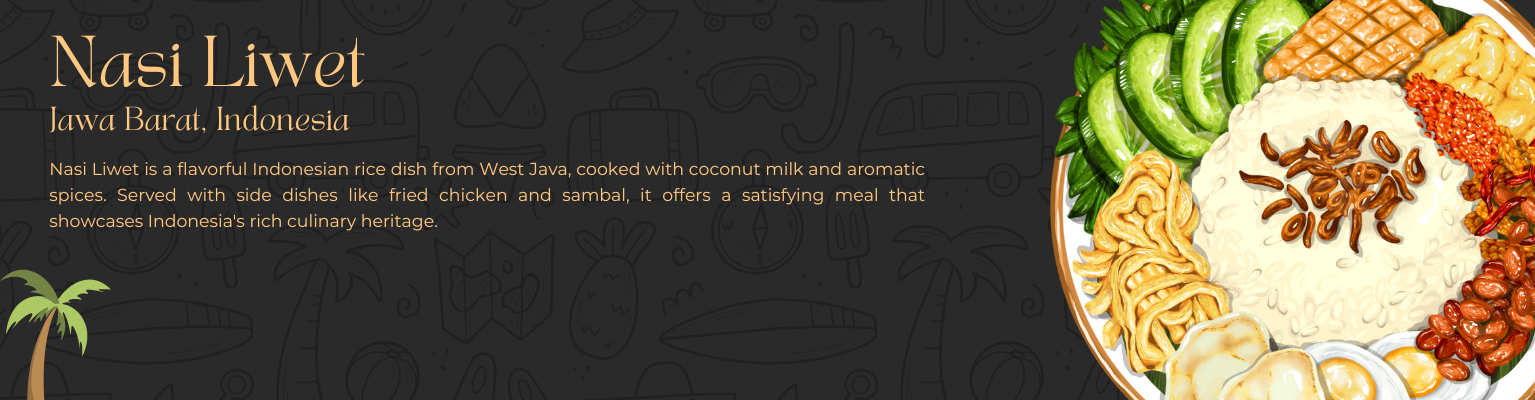 Nasi Liwet
Jawa Barat, Indonesia
Nasi Liwet is a flavorful Indonesian rice dish from West Java, cooked with coconut milk and aromatic
spices. Served with side dishes like fried chicken and sambal, it offers a satisfying meal that
showcases Indonesia's rich culinary heritage.